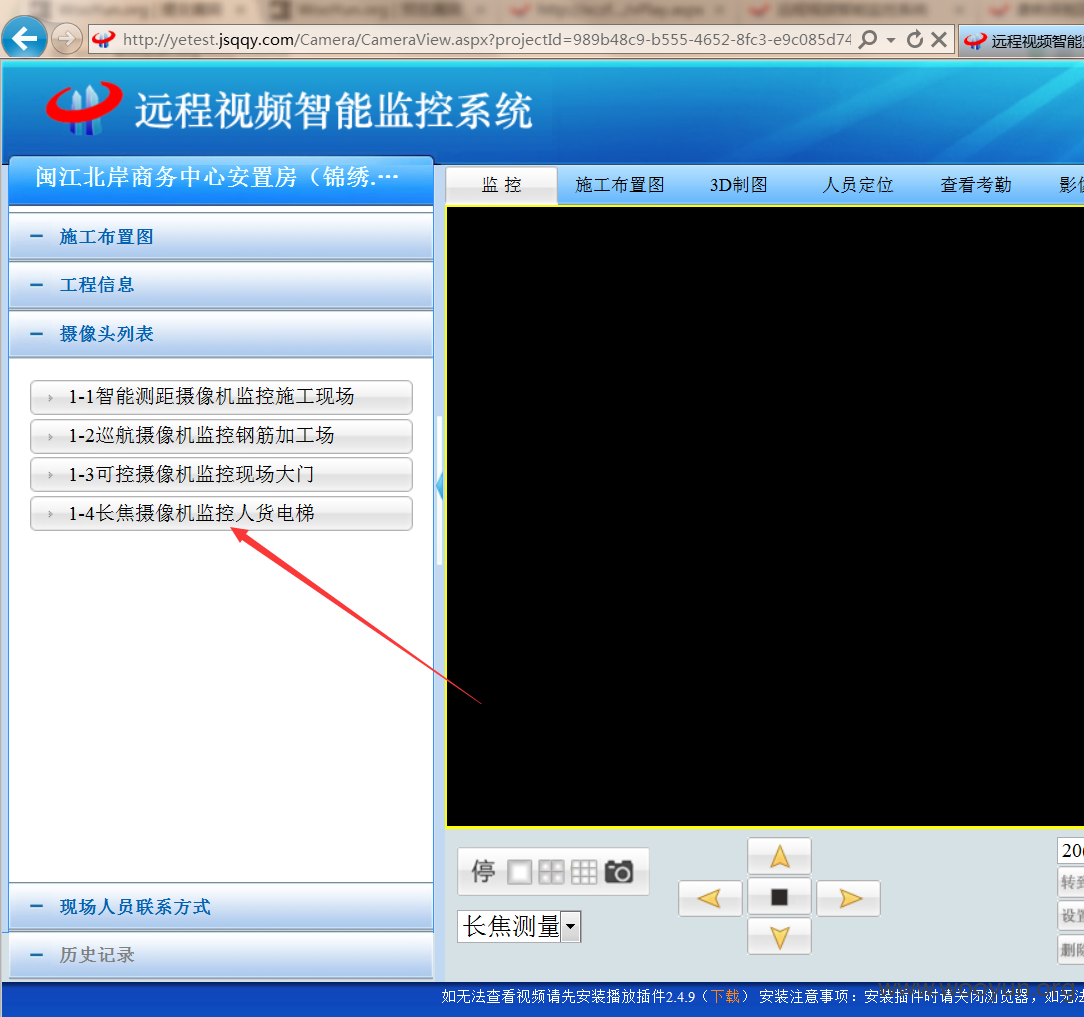 http://yetest.jsqqy.com/Camera/CameraView.aspx?projectId=989b48c9-b555-4652-8fc3-e9c085d74
远程视频智能
远程视频智能监控系统
闽江北岸商务中心安置房（锦绣.…
监 控
施工布置图
3D制图
人员定位
查看考勤
影像
施工布置图
工程信息
摄像头列表
1-1智能测距摄像机监控施工现场
1-2巡航摄像机监控钢筋加工场
1-3可控摄像机监控现场大门
1-4长焦摄像机监控人货电梯
停
长焦测量
20
转到
设置
删除
现场人员联系方式
历史记录
如无法查看视频请先安装播放插件2.4.9（下载） 安装注意事项：安装插件时请关闭浏览器，如无法
www.wooyun.org